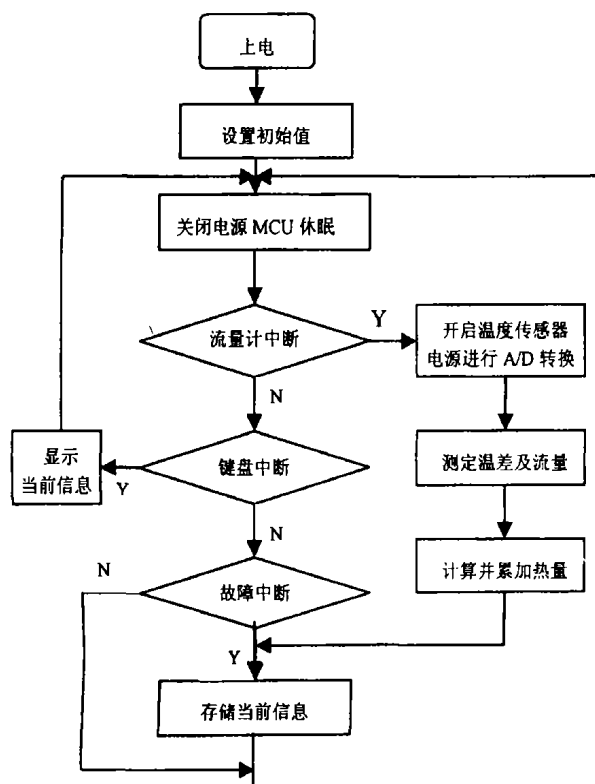 上电
设置初始值
关闭电源 MCU 休眠
流量计中断
Y
开启温度传感器
电源进行 A/D 转换
N
显示
当前信息
Y
键盘中断
测定温差及流量
N
N
故障中断
计算并累加热量
Y
存储当前信息